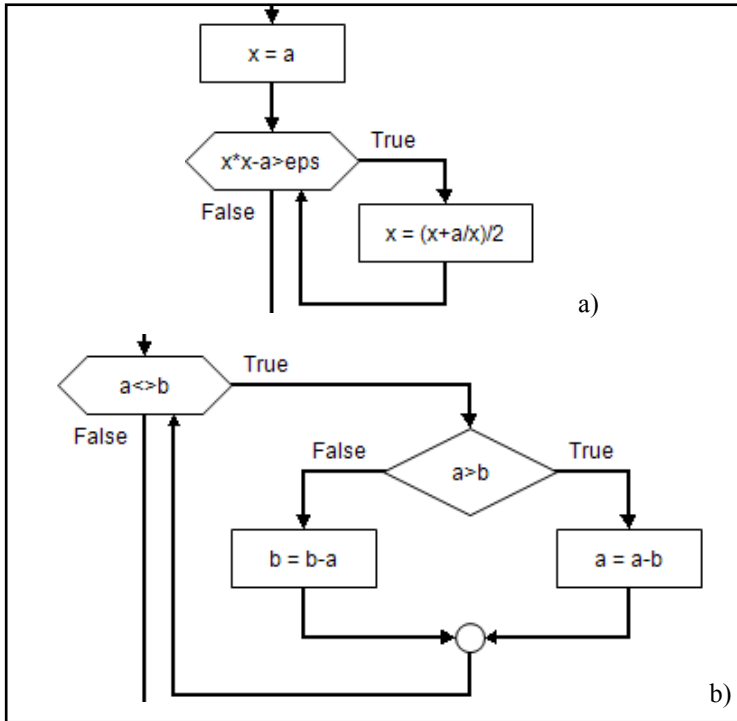 x = a
True
x*x-a>eps
False
x = (x+a/x)/2
a)
True
a<>b
False
False
True
a>b
b = b-a
a = a-b
b)